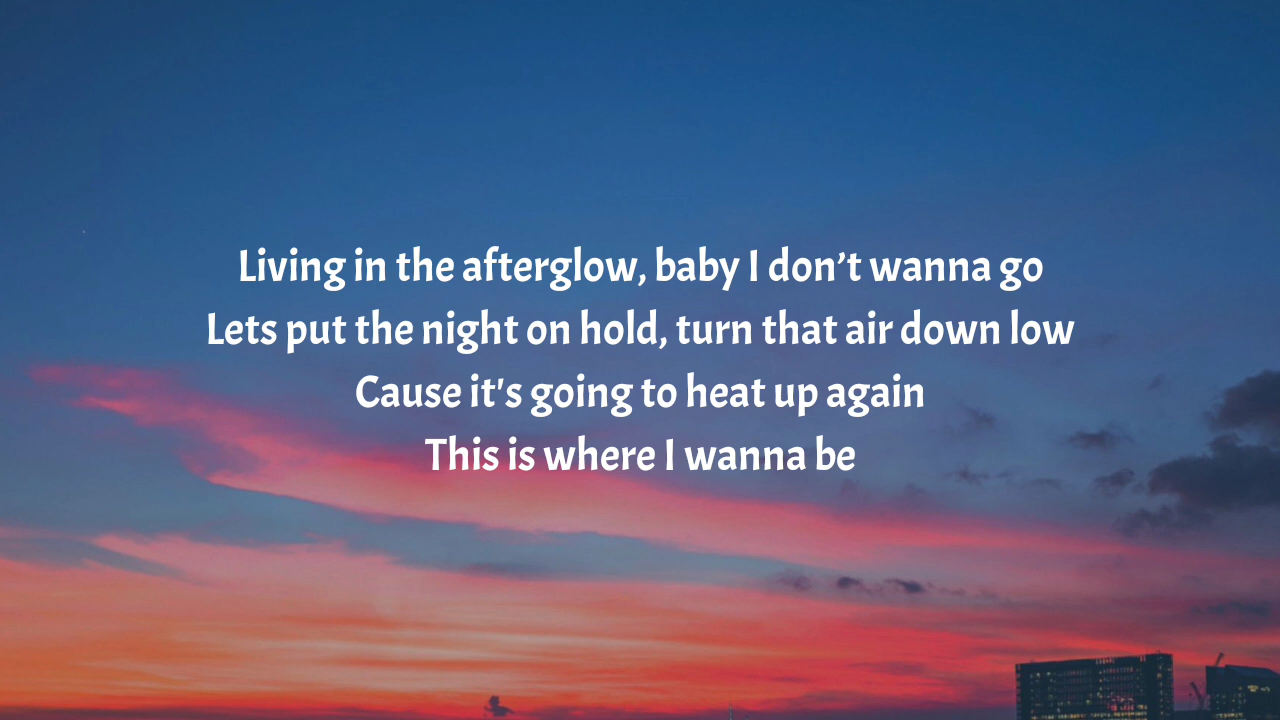 Living in the afterglow, baby I don’t wanna go
Lets put the night on hold, turn that air down low
Cause it's going to heat up again
This is where I wanna be